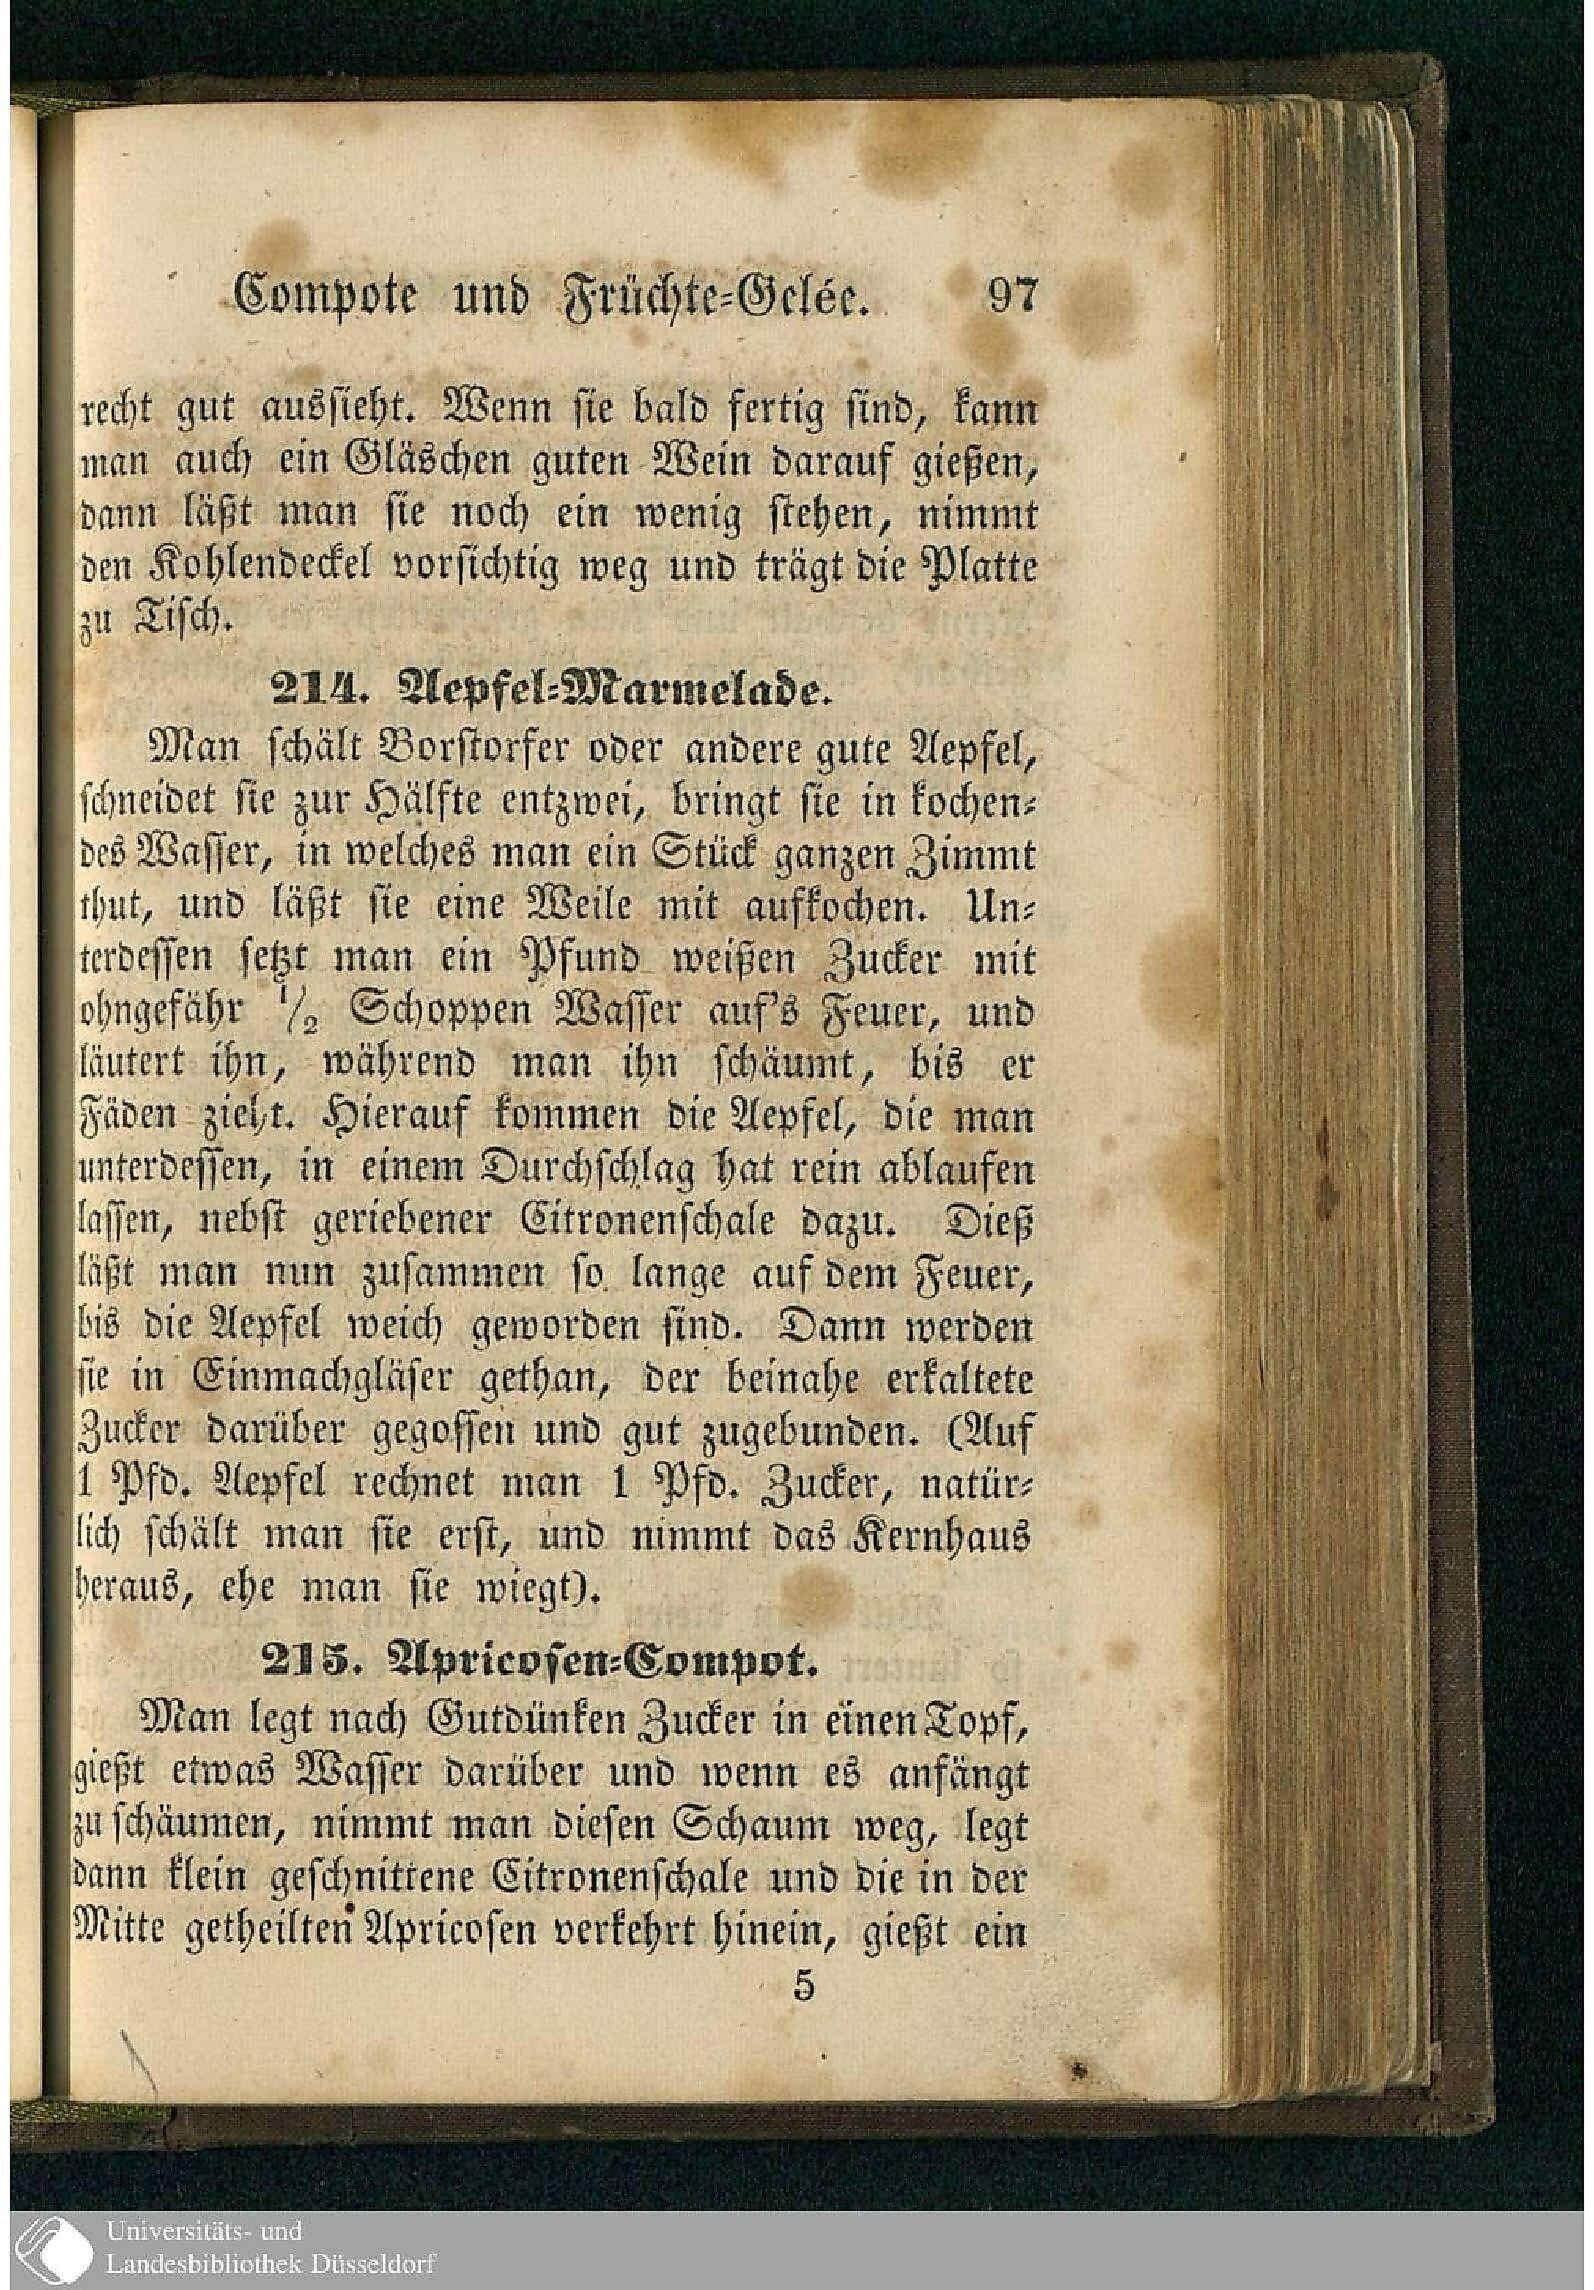 Compote und Früchte-Gelée. 97
recht gut aussieht. Wenn sie bald fertig sind, kann
man auch ein Gläschen guten Wein darauf gießen,
dann läßt man sie noch ein wenig stehen, nimmt
den Kohlendeckel vorsichtig weg und trägt die Platte
zu Tisch.
214. Aepfel-Marmelade.
Man schält Borstorfer oder andere gute Aepfel,
schneidet sie zur Hälfte entzwei, bringt sie in kochen-
des Wasser, in welches man ein Stück ganzen Zimmt
thut, und läßt sie eine Weile mit aufkochen. Un-
terdessen setzt man ein Pfund weißen Zucker mit
ohngefähr 1/2 Schoppen Wasser auf's Feuer, und
läutert ihn, während man ihn schäumt, bis er
Fäden zieht. Hierauf kommen die Aepfel, die man
unterdessen, in einem Durchschlag hat rein ablaufen
lassen, nebst geriebener Citronenschale dazu. Dieß
läßt man nun zusammen so lange auf dem Feuer,
bis die Aepfel weich geworden sind. Dann werden
sie in Einmachgläser gethan, der beinahe erkaltete
Zucker darüber gegossen und gut zugebunden. (Auf
1 Pfd. Aepfel rechnet man 1 Pfd. Zucker, natür-
lich schält man sie erst, und nimmt das Kernhaus
heraus, ehe man sie wiegt).
215. Apricosen-Compot.
Man legt nach Gutdünken Zucker in einen Topf,
gießt etwas Wasser darüber und wenn es anfängt
zu schäumen, nimmt man diesen Schaum weg, legt
dann klein geschnittene Citronenschale und die in der
Mitte getheilten Apricosen verkehrt hinein, gießt ein
5
Universitäts- und
Landesbibliothek Düsseldorf